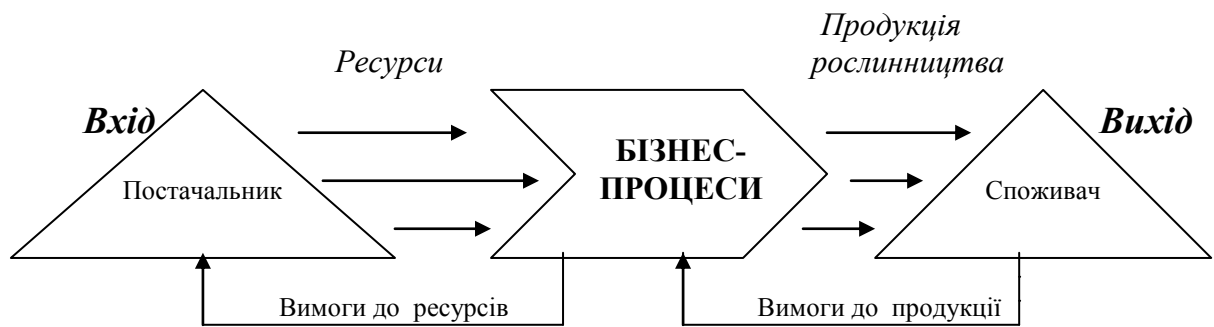 Продукція
рослинництва
Ресурси
Вхід
Вихід
БІЗНЕС-
ПРОЦЕСИ
Постачальник
Споживач
Вимоги до ресурсів
Вимоги до продукції